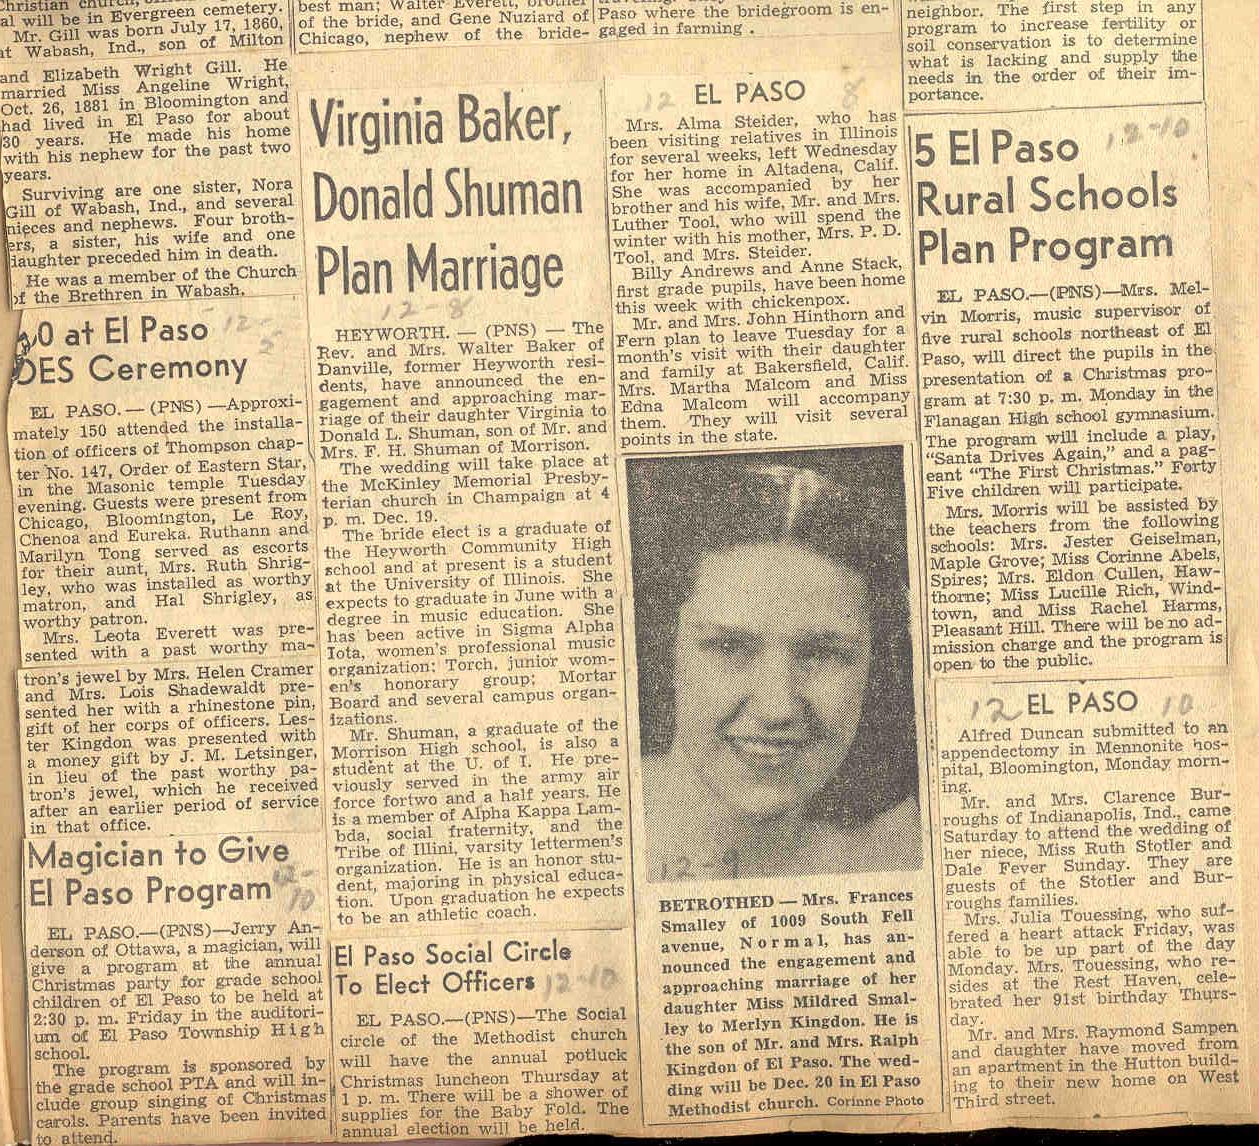 Christian church,
al will be in Evergreen cemetery.
Mr. Gill was born July 17, 1860,
at Wabash, Ind., son of Milton
and Elizabeth Wright Gill. He
married Miss Angeline Wright,
Oct. 26, 1881 in Bloomington and
had lived in El Paso for about
30 years. He made his home
with his nephew for the past two
years.
Surviving are one sister, Nora
Gill of Wabash, Ind., and several
nieces and nephews. Four broth-
ers, a sister, his wife and one
daughter preceded him in death.
He was a member of the Church
of the Brethren in Wabash.
0 at El Paso
OES Ceremony
12-
5
EL PASO.—(PNS)—Approxi-
mately 150 attended the installa-
tion of officers of Thompson chap-
ter No. 147, Order of Eastern Star,
in the Masonic temple Tuesday
evening. Guests were present from
Chicago, Bloomington, Le Roy,
Chenoa and Eureka. Ruthann and
Marilyn Tong served as escorts
for their aunt, Mrs. Ruth Shrig-
ley, who was installed as worthy
matron, and Hal Shrigley, as
worthy patron.
Mrs. Leota Everett was pre-
sented with a past worthy ma-
tron's jewel by Mrs. Helen Cramer
and Mrs. Lois Shadewaldt pre-
sented her with a rhinestone pin,
gift of her corps of officers. Les-
ter Kingdon was presented with
a money gift by J. M. Letsinger,
in lieu of the past worthy pa-
tron's jewel, which he received
after an earlier period of service
in that office.
Magician to Give
El Paso Program
12-
10
EL PASO.—(PNS)—Jerry An-
derson of Ottawa, a magician, will
give a program at the annual
Christmas party for grade school
children of El Paso to be held at
2:30 p. m. Friday in the auditori-
um of El Paso Township High
school.
The program is sponsored by
the grade school PTA and will in-
clude group singing of Christmas
carols. Parents have been invited
to attend.
best man; Walter Everett, brother
of the bride, and Gene Nuziard of
Chicago, nephew of the bride-
Virginia Baker,
Donald Shuman
Plan Marriage
12-8
HEYWORTH. — (PNS) — The
Rev. and Mrs. Walter Baker of
Danville, former Heyworth resi-
dents, have announced the en-
gagement and approaching mar-
riage of their daughter Virginia to
Donald L. Shuman, son of Mr. and
Mrs. F. H. Shuman of Morrison.
The wedding will take place at
the McKinley Memorial Presby-
terian church in Champaign at 4
p. m. Dec. 19.
The bride elect is a graduate of
the Heyworth Community High
school and at present is a student
at the University of Illinois. She
expects to graduate in June with a
degree in music education. She
has been active in Sigma Alpha
Iota, women's professional music
organization; Torch, junior wom-
en's honorary group; Mortar
Board and several campus organ-
izations.
Mr. Shuman, a graduate of the
Morrison High school, is also a
student at the U. of I. He pre-
viously served in the army air
force fortwo and a half years. He
is a member of Alpha Kappa Lam-
bda, social fraternity, and the
Tribe of Illini, varsity lettermen's
organization. He is an honor stu-
dent, majoring in physical educa-
tion. Upon graduation he expects
to be an athletic coach.
El Paso Social Circle
To Elect Officers
12-10
EL PASO.—(PNS)—The Social
circle of the Methodist church
will have the annual potluck
Christmas luncheon Thursday at
1 p. m. There will be a shower of
supplies for the Baby Fold. The
annual election will be held.
Paso where the bridegroom is en-
gaged in farming .
12 EL PASO 8
Mrs. Alma Steider, who has
been visiting relatives in Illinois
for several weeks, left Wednesday
for her home in Altadena, Calif.
She was accompanied by her
brother and his wife, Mr. and Mrs.
Luther Tool, who will spend the
winter with his mother, Mrs. P. D.
Tool, and Mrs. Steider.
Billy Andrews and Anne Stack,
first grade pupils, have been home
this week with chickenpox.
Mr. and Mrs. John Hinthorn and
Fern plan to leave Tuesday for a
month's visit with their daughter
and family at Bakersfield, Calif.
Mrs. Martha Malcom and Miss
Edna Malcom will accompany
them. They will visit several
points in the state.
12-9
BETROTHED — Mrs. Frances
Smalley of 1009 South Fell
avenue, Normal, has an-
nounced the engagement and
approaching marriage of her
daughter Miss Mildred Smal-
ley to Merlyn Kingdon. He is
the son of Mr. and Mrs. Ralph
Kingdon of El Paso. The wed-
ding will be Dec. 20 in El Paso
Methodist church. Corinne Photo
neighbor. The first step in any
program to increase fertility or
soil conservation is to determine
what is lacking and supply the
needs in the order of their im-
portance.
12-10
5 El Paso
Rural Schools
Plan Program
EL PASO.—(PNS)—Mrs. Mel-
vin Morris, music supervisor of
five rural schools northeast of El
Paso, will direct the pupils in the
presentation of a Christmas pro-
gram at 7:30 p. m. Monday in the
Flanagan High school gymnasium.
The program will include a play,
"Santa Drives Again," and a pag-
eant "The First Christmas." Forty
Five children will participate.
Mrs. Morris will be assisted by
the teachers from the following
schools: Mrs. Jester Geiselman,
Maple Grove; Miss Corinne Abels,
Spires; Mrs. Eldon Cullen, Haw-
thorne; Miss Lucille Rich, Wind-
town, and Miss Rachel Harms,
Pleasant Hill. There will be no ad-
mission charge and the program is
open to the public.
12 EL PASO 10
Alfred Duncan submitted to an
appendectomy in Mennonite hos-
pital, Bloomington, Monday morn-
ing.
Mr. and Mrs. Clarence Bur-
roughs of Indianapolis, Ind., came
Saturday to attend the wedding of
her niece, Miss Ruth Stotler and
Dale Fever Sunday. They are
guests of the Stotler and Bur-
roughs families.
Mrs. Julia Touessing, who suf-
fered a heart attack Friday, was
able to be up part of the day
Monday. Mrs. Touessing, who re-
sides at the Rest Haven, cele-
brated her 91st birthday Thurs-
day.
Mr. and Mrs. Raymond Sampen
and daughter have moved from
an apartment in the Hutton build-
ing to their new home on West
Third street.